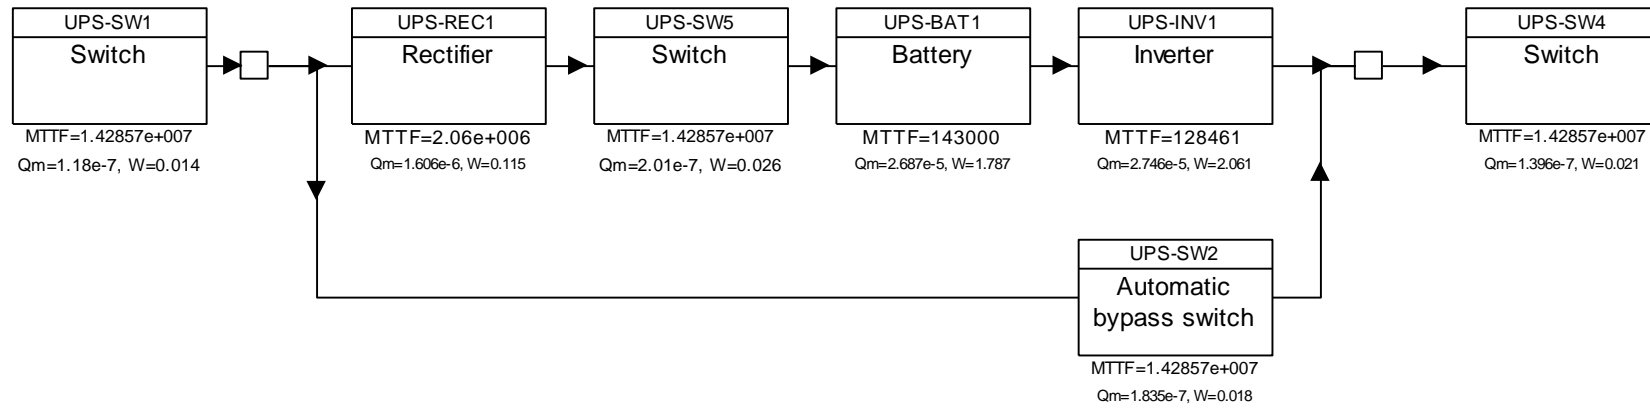 UPS-SW1
Switch
MTTF=1.42857e+007
Qm=1.18e-7, W=0.014
UPS-REC1
Rectifier
MTTF=2.06e+006
Qm=1.606e-6, W=0.115
UPS-SW5
Switch
MTTF=1.42857e+007
Qm=2.01e-7, W=0.026
UPS-BAT1
Battery
MTTF=143000
Qm=2.687e-5, W=1.787
UPS-INV1
Inverter
MTTF=128461
Qm=2.746e-5, W=2.061
UPS-SW4
Switch
MTTF=1.42857e+007
Qm=1.396e-7, W=0.021
UPS-SW2
Automatic
bypass switch
MTTF=1.42857e+007
Qm=1.835e-7, W=0.018